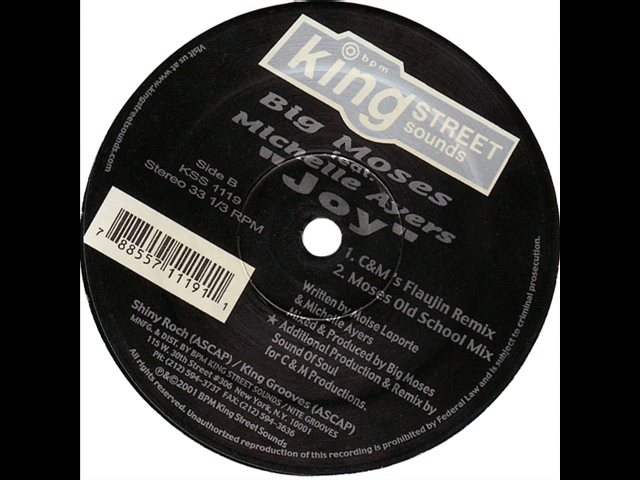 bpm
king
STREET
sounds
Visit us at www.kingstreetsounds.com
Big Moses
feat.
Michelle Ayers
"Joy"
Side B
KSS 1119
Stereo 33 1/3 RPM
7 88557 11191 1
1. C&M's Flaujin Remix
2. Moses Old School Mix
Written by Moise Laporte
& Michelle Ayers
Mixed & Produced by Big Moses
★ Additional Production & Remix by
Sound Of Soul
for C & M Productions.
Shiny Roch (ASCAP) / King Grooves (ASCAP)
MNFG. & DIST. BY BPM KING STREET SOUNDS / NITE GROOVES
115 W. 30th Street #306 New York, N.Y. 10001
PH: (212) 594-3737 FAX: (212) 594-3636
℗&©2001 BPM King Street Sounds
All rights reserved. Unauthorized reproduction of this recording is prohibited by Federal Law and is subject to criminal prosecution.